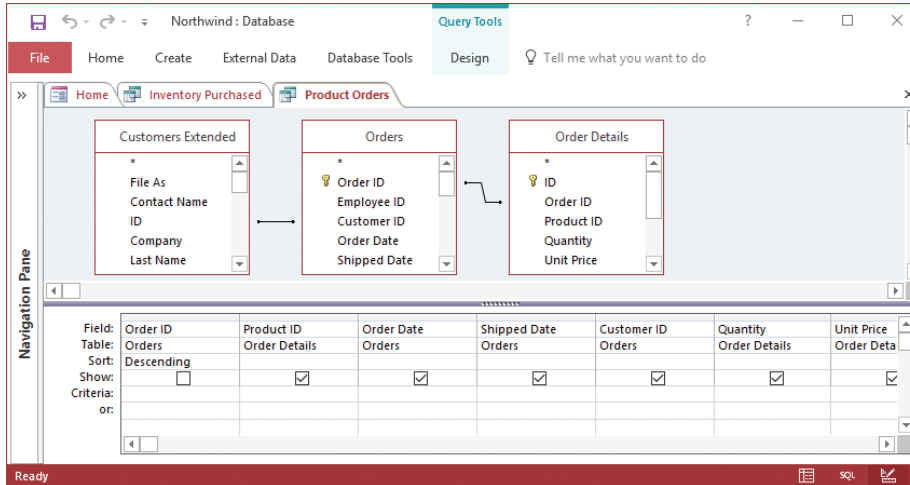 Northwind : Database Query Tools ?
File Home Create External Data Database Tools Design Tell me what you want to do
» Home Inventory Purchased Product Orders
Navigation Pane
Customers Extended
*
File As
Contact Name
ID
Company
Last Name
Orders
*
Order ID
Employee ID
Customer ID
Order Date
Shipped Date
Order Details
*
ID
Order ID
Product ID
Quantity
Unit Price
Field: Order ID Product ID Order Date Shipped Date Customer ID Quantity Unit Price
Table: Orders Order Details Orders Orders Orders Order Details Order Deta
Sort: Descending
Show:
Criteria:
or:
Ready SQL